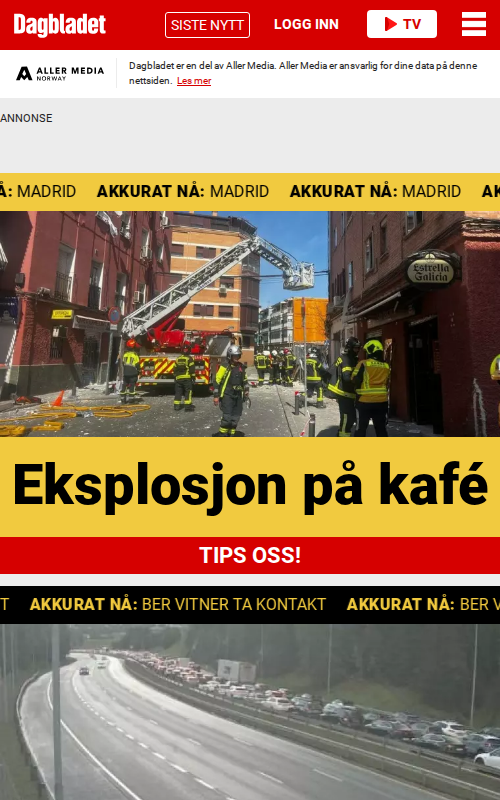 Dagbladet
SISTE NYTT
LOGG INN
TV
ALLER MEDIA
NORWAY
Dagbladet er en del av Aller Media. Aller Media er ansvarlig for dine data på denne
nettsiden. Les mer
ANNONSE
Å: MADRID AKKURAT NÅ: MADRID AKKURAT NÅ: MADRID AK
Estrella
Galicia
Eksplosjon på kafé
TIPS OSS!
T AKKURAT NÅ: BER VITNER TA KONTAKT AKKURAT NÅ: BER V